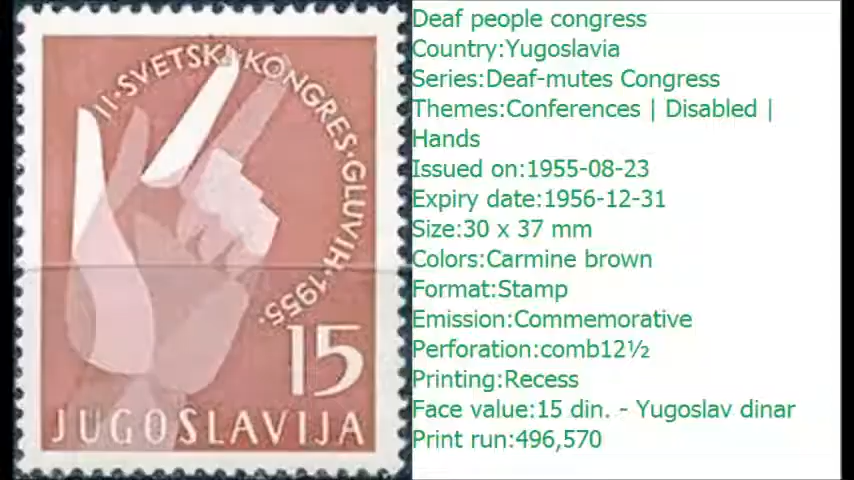 II·SVETSKI KONGRES·GLUVIH·1955.
15
JUGOSLAVIJA
Deaf people congress
Country:Yugoslavia
Series:Deaf-mutes Congress
Themes:Conferences | Disabled |
Hands
Issued on:1955-08-23
Expiry date:1956-12-31
Size:30 x 37 mm
Colors:Carmine brown
Format:Stamp
Emission:Commemorative
Perforation:comb12½
Printing:Recess
Face value:15 din. - Yugoslav dinar
Print run:496,570